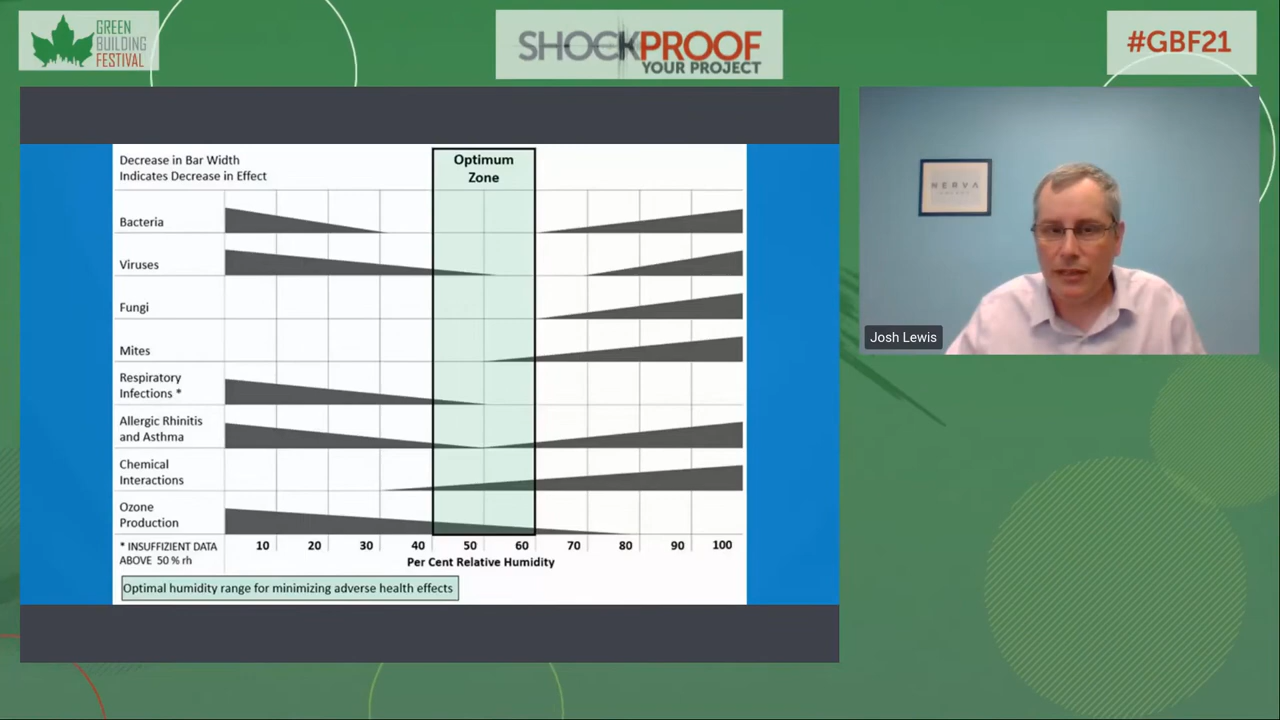 GREEN
BUILDING
FESTIVAL
SHOCKPROOF
YOUR PROJECT
#GBF21
Decrease in Bar Width
Indicates Decrease in Effect
Optimum
Zone
Bacteria
Viruses
Fungi
Mites
Respiratory
Infections *
Allergic Rhinitis
and Asthma
Chemical
Interactions
Ozone
Production
* INSUFFIZIENT DATA
ABOVE 50 % rh
10 20 30 40 50 60 70 80 90 100
Per Cent Relative Humidity
Optimal humidity range for minimizing adverse health effects
NERVA
Josh Lewis